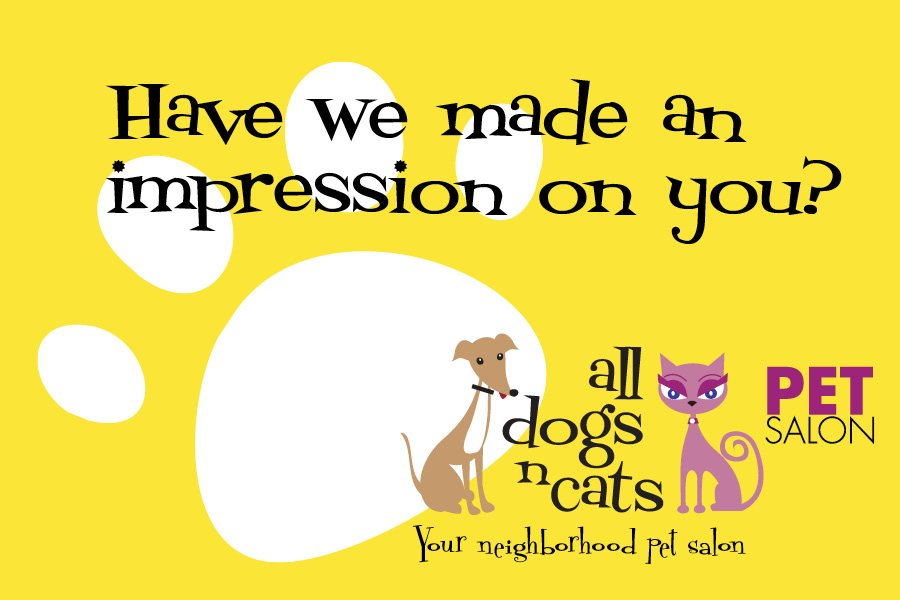 Have we made an
impression on you?
all
dogs
n
cats
PET
SALON
Your neighborhood pet salon